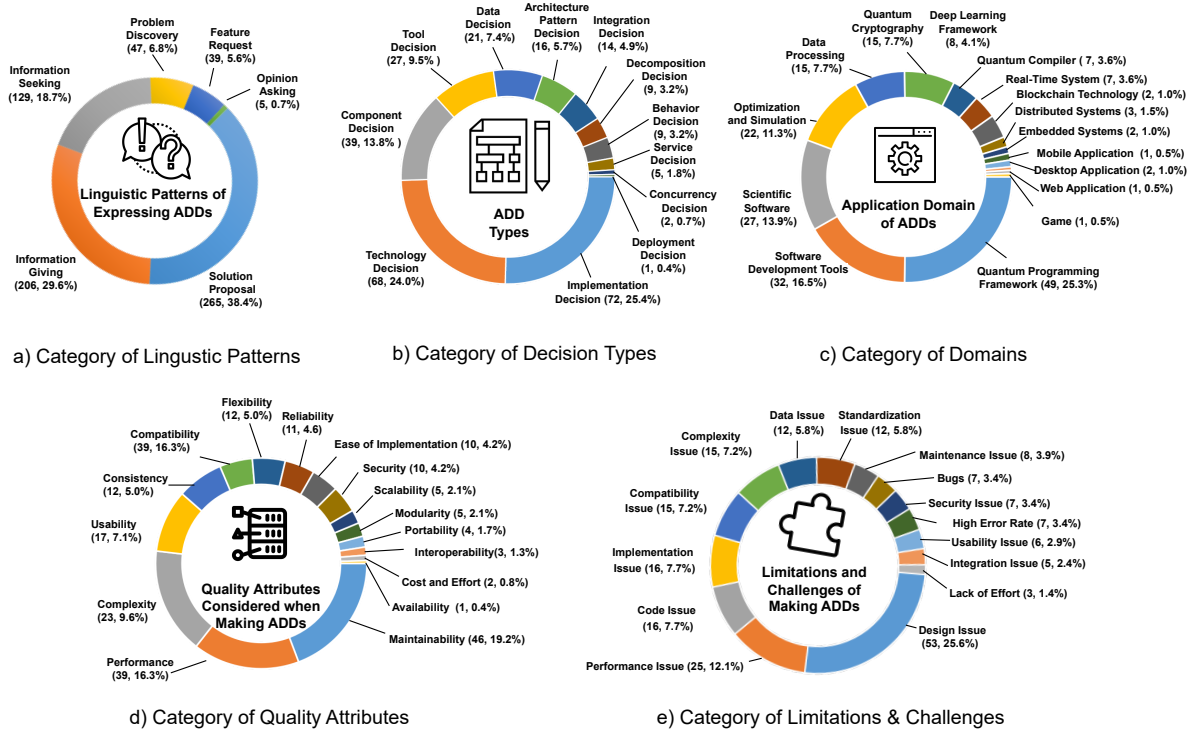 Problem
Discovery
(47, 6.8%)
Feature
Request
(39, 5.6%)
Opinion
Asking
(5, 0.7%)
Information
Seeking
(129, 18.7%)
Linguistic Patterns of
Expressing ADDs
Information
Giving
(206, 29.6%)
Solution
Proposal
(265, 38.4%)
a) Category of Lingustic Patterns
Data
Decision
(21, 7.4%)
Architecture
Pattern
Decision
(16, 5.7%)
Integration
Decision
(14, 4.9%)
Tool
Decision
(27, 9.5% )
Decomposition
Decision
(9, 3.2%)
Behavior
Decision
(9, 3.2%)
Service
Decision
(5, 1.8%)
Component
Decision
(39, 13.8% )
Concurrency
Decision
(2, 0.7%)
ADD
Types
Deployment
Decision
(1, 0.4%)
Technology
Decision
(68, 24.0%)
Implementation
Decision (72, 25.4%)
b) Category of Decision Types
Quantum
Cryptography
(15, 7.7%)
Deep Learning
Framework
(8, 4.1%)
Data
Processing
(15, 7.7%)
Quantum Compiler ( 7, 3.6%)
Real-Time System (7, 3.6%)
Blockchain Technology (2, 1.0%)
Distributed Systems (3, 1.5%)
Optimization
and Simulation
(22, 11.3%)
Embedded Systems (2, 1.0%)
Mobile Application (1, 0.5%)
Desktop Application (2, 1.0%)
Web Application (1, 0.5%)
Scientific
Software
(27, 13.9%)
Application Domain
of ADDs
Game (1, 0.5%)
Software
Development Tools
(32, 16.5%)
Quantum Programming
Framework (49, 25.3%)
c) Category of Domains
Flexibility
(12, 5.0%)
Reliability
(11, 4.6)
Compatibility
(39, 16.3%)
Ease of Implementation (10, 4.2%)
Consistency
(12, 5.0%)
Security (10, 4.2%)
Scalability (5, 2.1%)
Modularity (5, 2.1%)
Usability
(17, 7.1%)
Portability (4, 1.7%)
Interoperability(3, 1.3%)
Cost and Effort (2, 0.8%)
Quality Attributes
Considered when
Making ADDs
Complexity
(23, 9.6%)
Availability (1, 0.4%)
Maintainability (46, 19.2%)
Performance
(39, 16.3%)
d) Category of Quality Attributes
Data Issue
(12, 5.8%)
Standardization
Issue (12, 5.8%)
Complexity
Issue (15, 7.2%)
Maintenance Issue (8, 3.9%)
Bugs (7, 3.4%)
Compatibility
Issue (15, 7.2%)
Security Issue (7, 3.4%)
High Error Rate (7, 3.4%)
Usability Issue (6, 2.9%)
Implementation
Issue (16, 7.7%)
Integration Issue (5, 2.4%)
Limitations and
Challenges of
Making ADDs
Lack of Effort (3, 1.4%)
Code Issue
(16, 7.7%)
Design Issue
(53, 25.6%)
Performance Issue (25, 12.1%)
e) Category of Limitations & Challenges